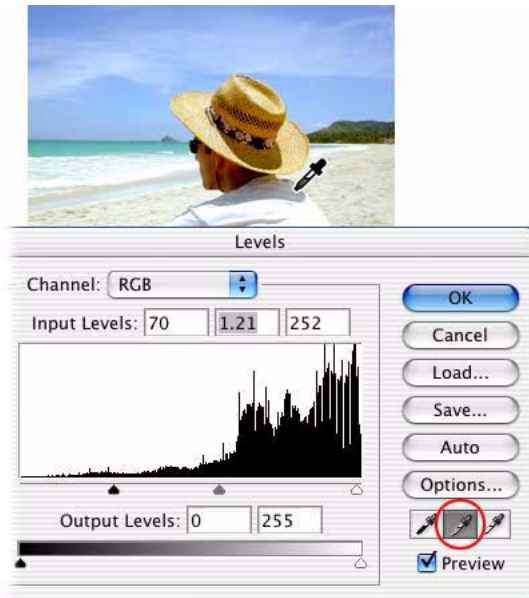 Levels
Channel: RGB
Input Levels: 70 1.21 252
Output Levels: 0 255
OK
Cancel
Load...
Save...
Auto
Options...
Preview